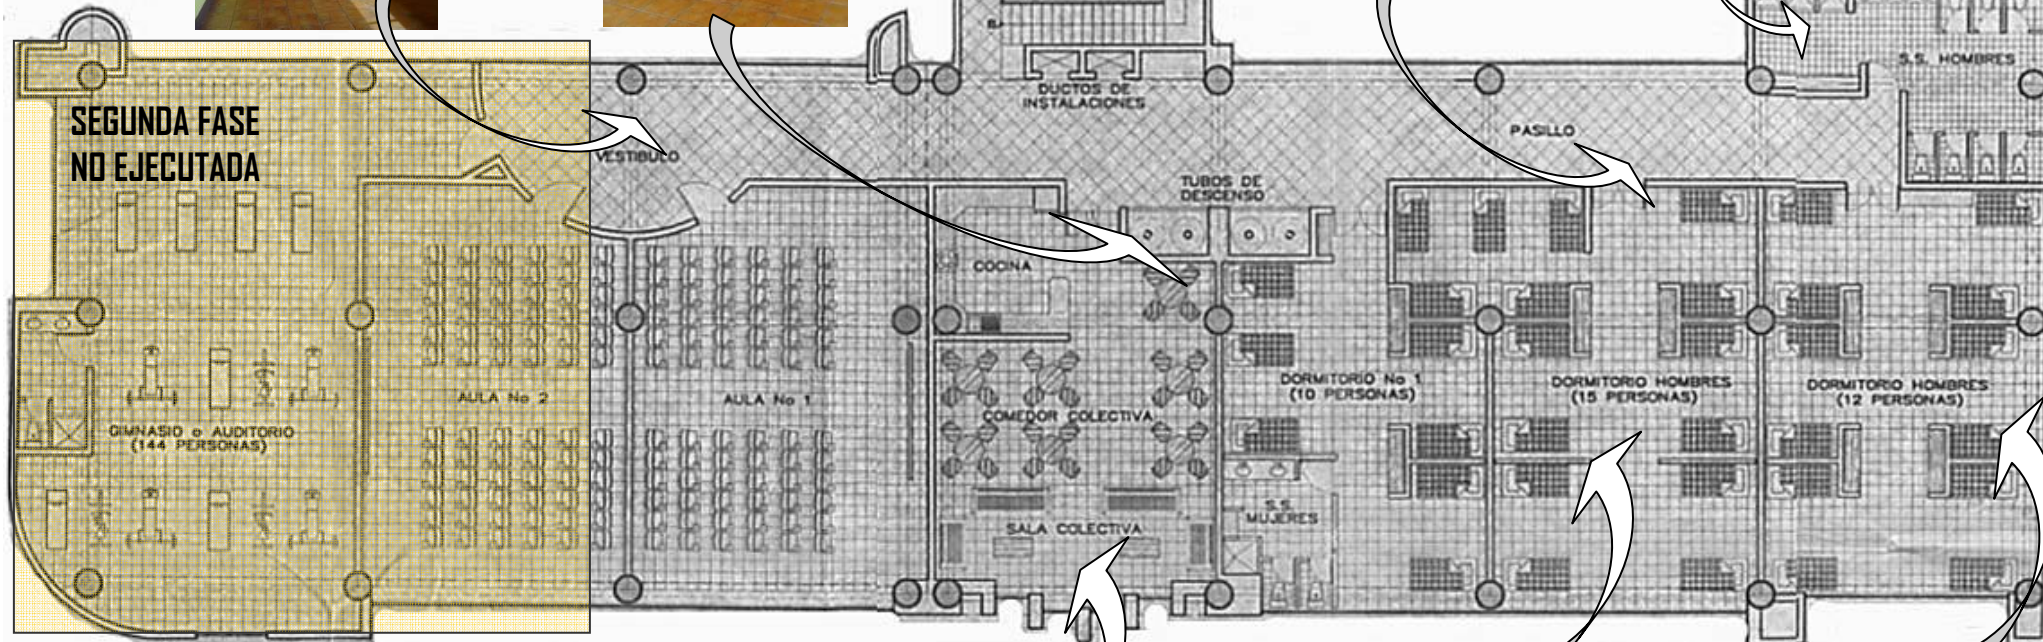 SEGUNDA FASE
NO EJECUTADA
B.
DUCTOS DE
INSTALACIONES
S.S. HOMBRES
VESTIBULO
PASILLO
TUBOS DE
DESCENSO
COCINA
AULA No 2
AULA No 1
GIMNASIO o AUDITORIO
(144 PERSONAS)
COMEDOR COLECTIVA
DORMITORIO No 1
(10 PERSONAS)
DORMITORIO HOMBRES
(15 PERSONAS)
DORMITORIO HOMBRES
(12 PERSONAS)
S.S.
MUJERES
SALA COLECTIVA